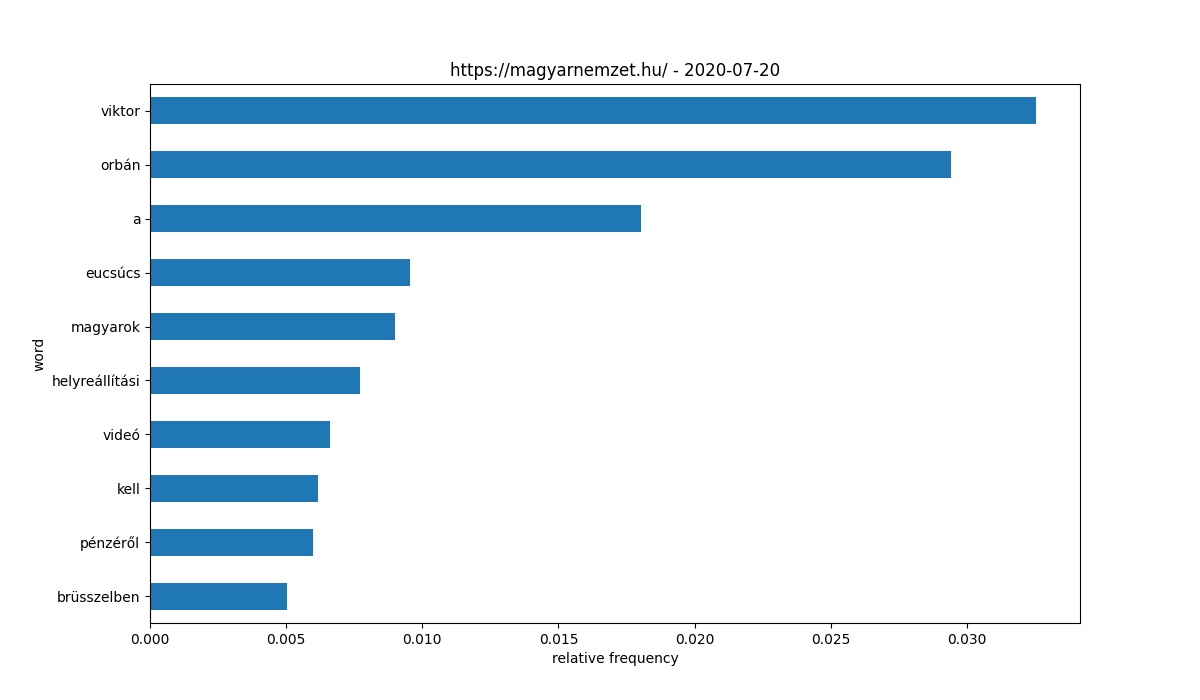 https://magyarnemzet.hu/ - 2020-07-20
viktor
orbán
a
eucsúcs
magyarok
helyreállítási
videó
kell
pénzéről
brüsszelben
word
0.000 0.005 0.010 0.015 0.020 0.025 0.030
relative frequency